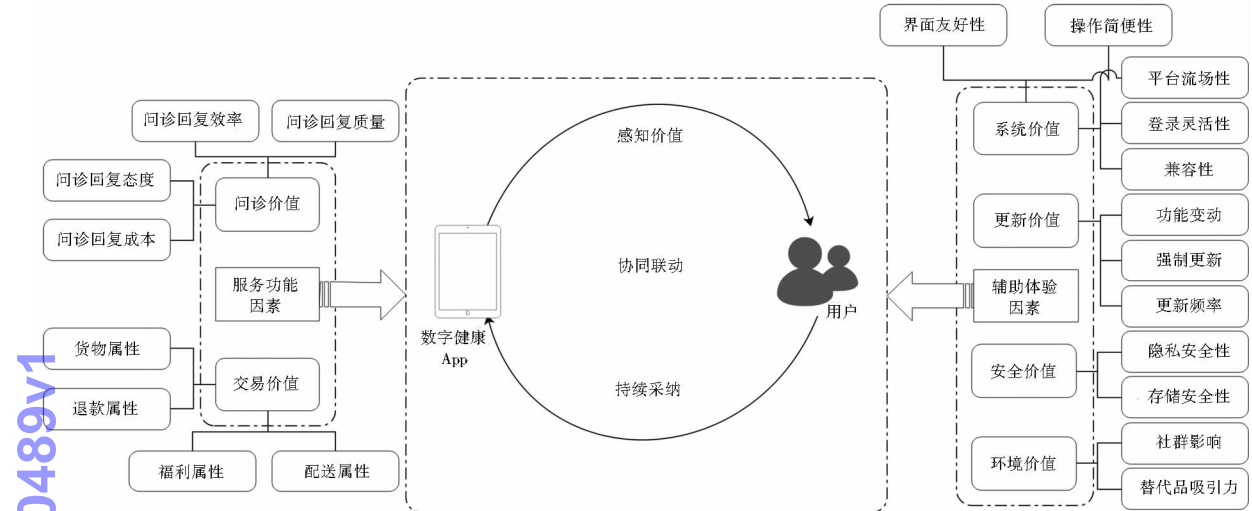 界面友好性
操作简便性
平台流场性
登录灵活性
兼容性
系统价值
问诊回复效率
问诊回复质量
问诊回复态度
问诊回复成本
问诊价值
服务功能
因素
货物属性
退款属性
交易价值
福利属性
配送属性
感知价值
协同联动
持续采纳
数字健康
App
用户
更新价值
功能变动
强制更新
更新频率
辅助体验
因素
安全价值
隐私安全性
存储安全性
环境价值
社群影响
替代品吸引力
0489v1